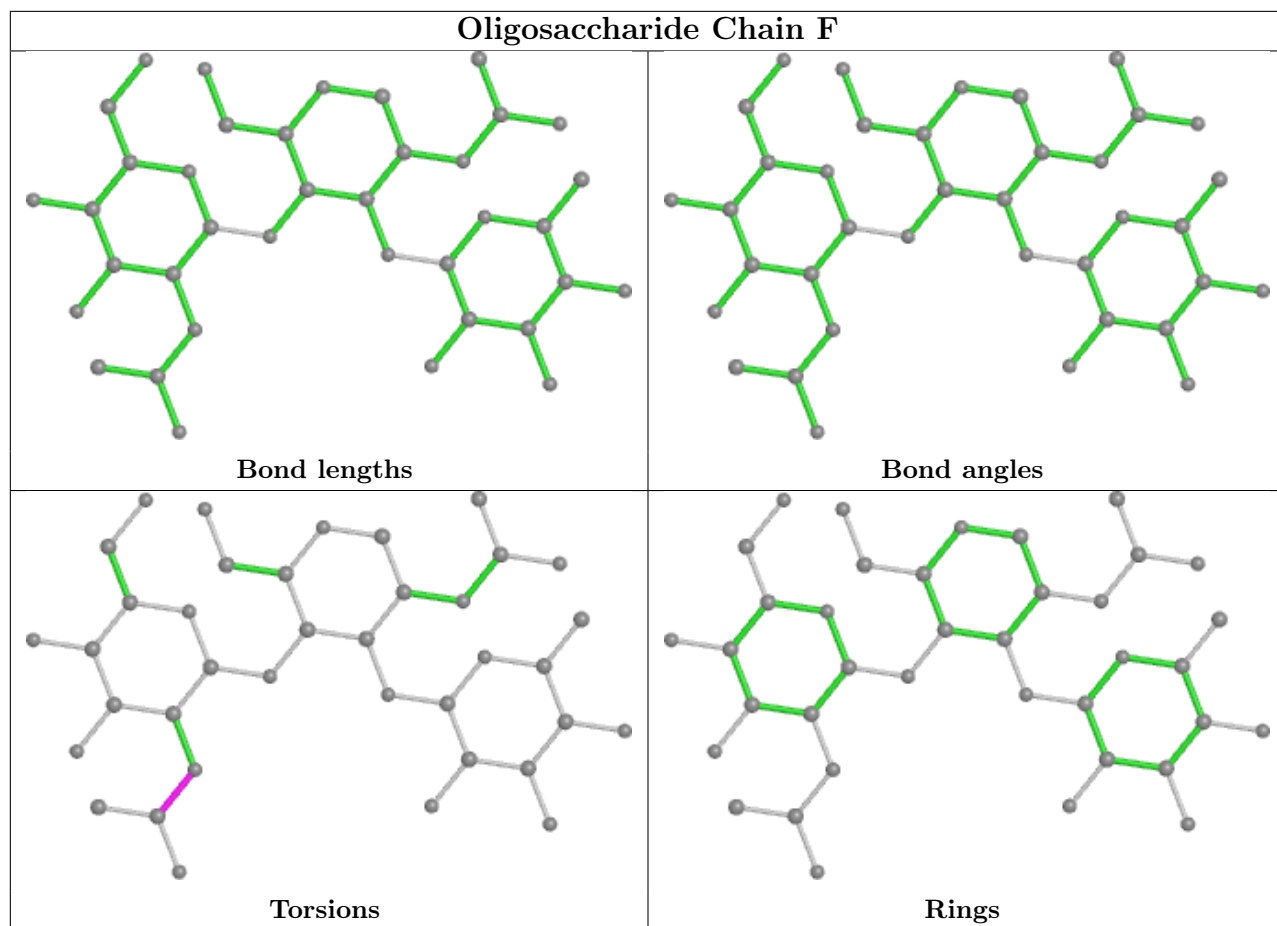 Oligosaccharide Chain F
Bond lengths
Bond angles
Torsions
Rings